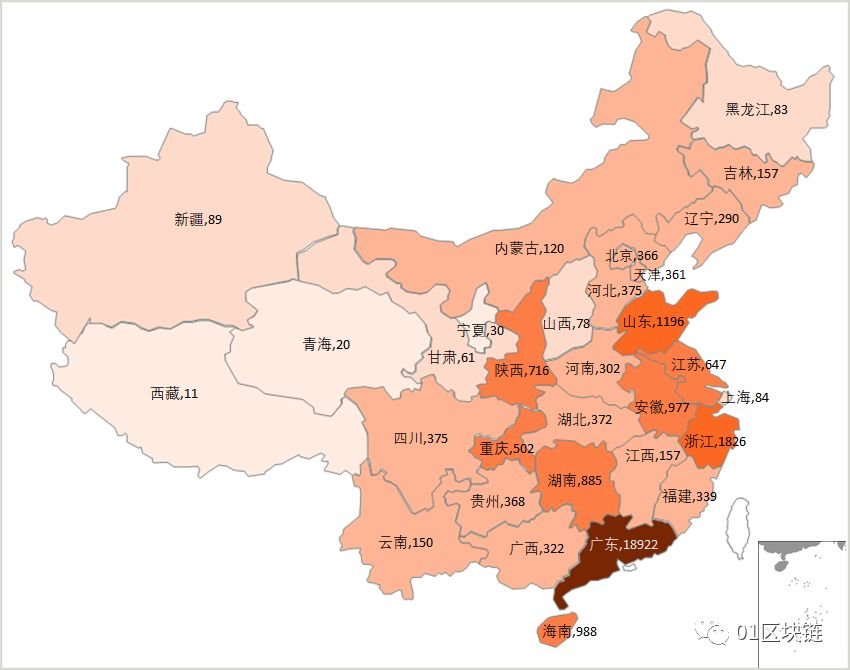 黑龙江,83
吉林,157
新疆,89
辽宁,290
内蒙古,120
北京,366
天津,361
河北,375
山西,78
山东,1196
宁夏,30
青海,20
甘肃,61
陕西,716
河南,302
江苏,647
西藏,11
上海,84
安徽,977
湖北,372
四川,375
浙江,1826
重庆,502
江西,157
湖南,885
福建,339
贵州,368
云南,150
广西,322
广东,18922
海南,988
01区块链